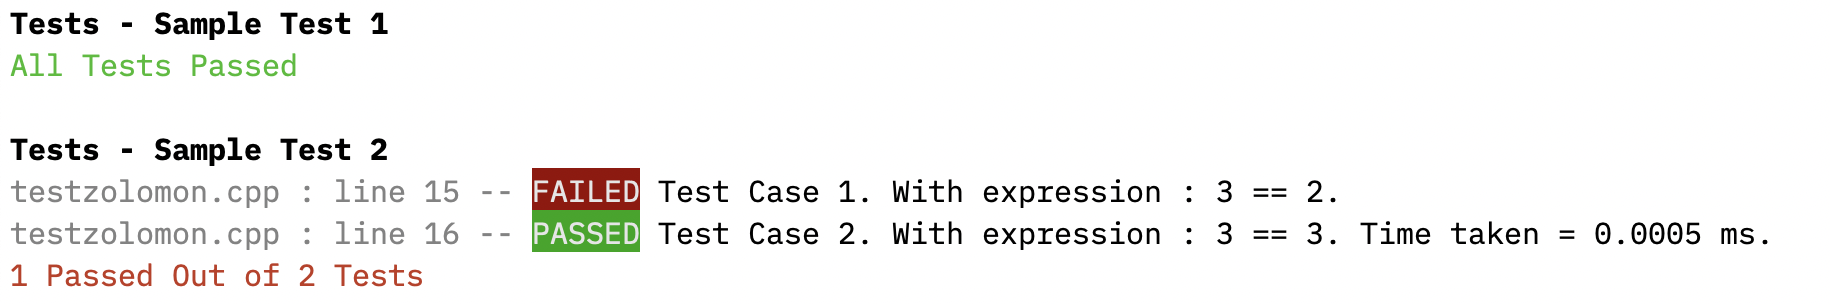 Tests - Sample Test 1
All Tests Passed
Tests - Sample Test 2
testzolomon.cpp : line 15 -- FAILED Test Case 1. With expression : 3 == 2.
testzolomon.cpp : line 16 -- PASSED Test Case 2. With expression : 3 == 3. Time taken = 0.0005 ms.
1 Passed Out of 2 Tests